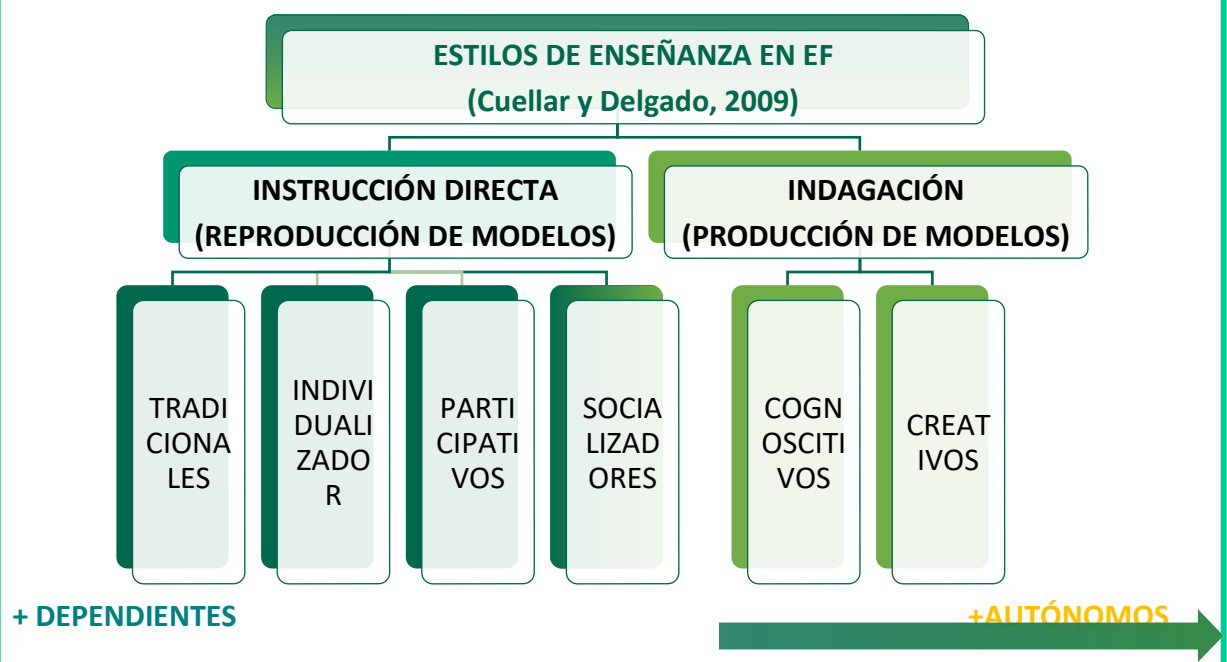 ESTILOS DE ENSEÑANZA EN EF
(Cuellar y Delgado, 2009)
INSTRUCCIÓN DIRECTA
(REPRODUCCIÓN DE MODELOS)
INDAGACIÓN
(PRODUCCIÓN DE MODELOS)
TRADI
CIONA
LES
INDIVI
DUALI
ZADO
R
PARTI
CIPATI
VOS
SOCIA
LIZAD
ORES
COGN
OSCITI
VOS
CREAT
IVOS
+ DEPENDIENTES
+AUTÓNOMOS